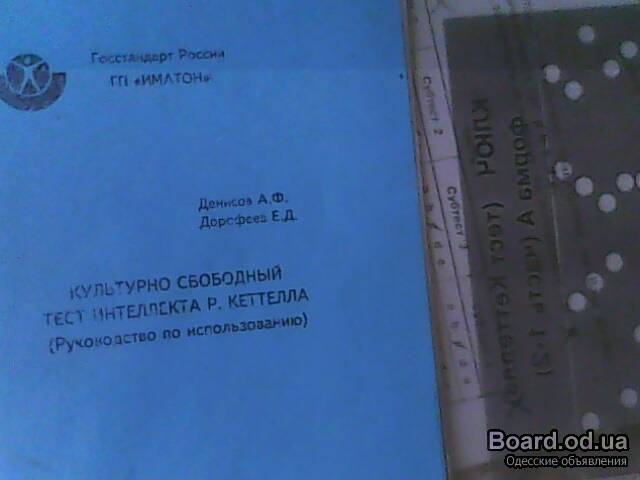 Госстандарт России
ГП «ИМАТОН»
Денисов А.Ф.
Дорофеев Е.Д.
КУЛЬТУРНО СВОБОДНЫЙ
ТЕСТ ИНТЕЛЛЕКТА Р. КЕТТЕЛЛА
(Руководство по использованию)
Субтест 2
Субтест 3
a b c d e
КЛЮЧ (тест Кеттелла)
форма А (часть 1-2)
Board.od.ua
Одесские объявления